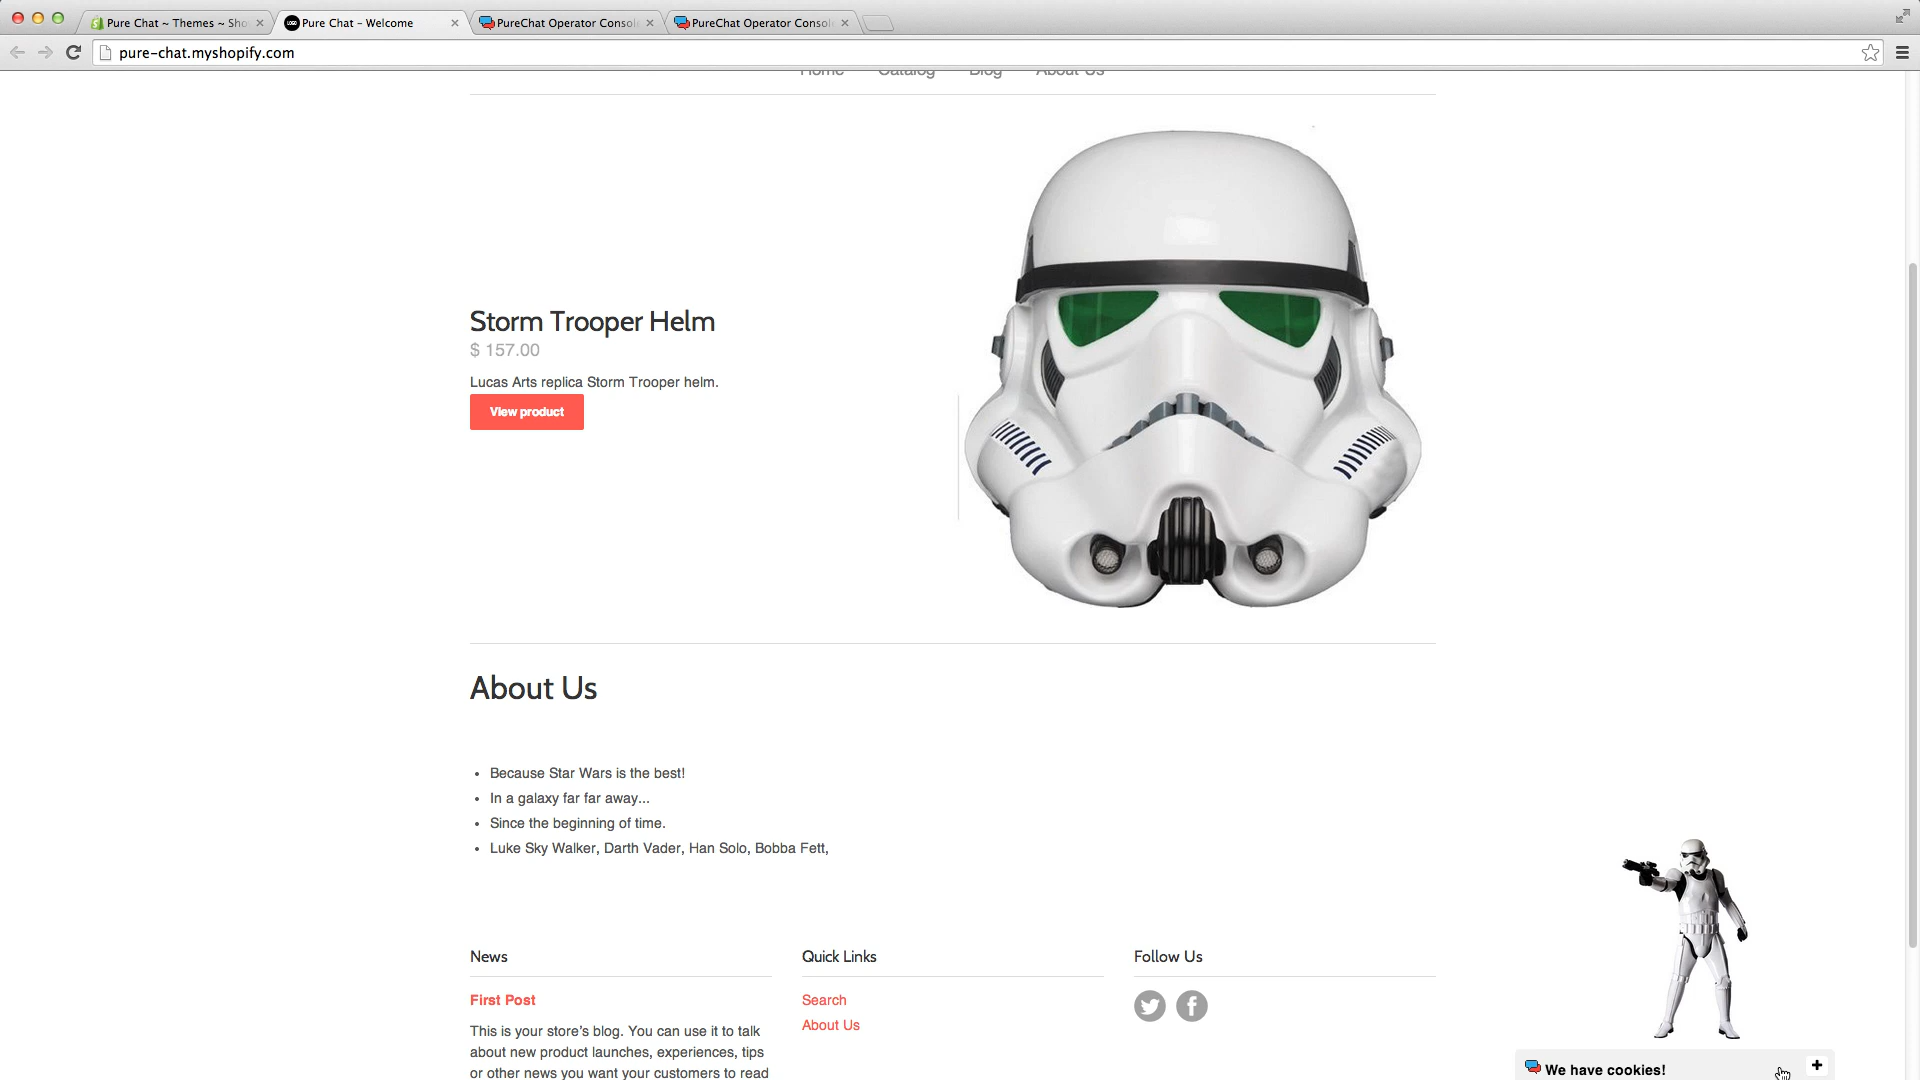 Pure Chat ~ Themes ~ Sho
Pure Chat – Welcome
PureChat Operator Consol
PureChat Operator Consol
pure-chat.myshopify.com
Home Catalog Blog About Us
Storm Trooper Helm
$ 157.00
Lucas Arts replica Storm Trooper helm.
View product
About Us
• Because Star Wars is the best!
• In a galaxy far far away...
• Since the beginning of time.
• Luke Sky Walker, Darth Vader, Han Solo, Bobba Fett,
News
First Post
This is your store's blog. You can use it to talk
about new product launches, experiences, tips
or other news you want your customers to read
Quick Links
Search
About Us
Follow Us
We have cookies!